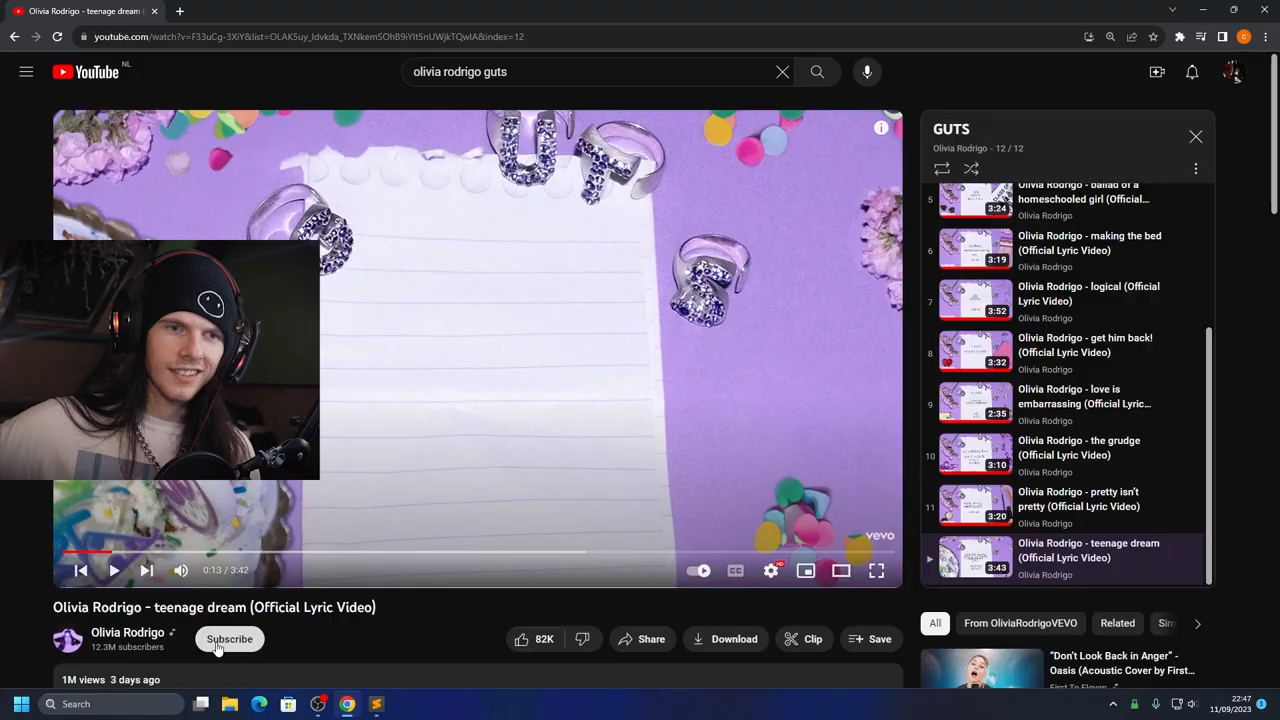 Olivia Rodrigo - teenage dream (
youtube.com/watch?v=F33uCg-3XiY&list=OLAK5uy_ldvkda_TXNkemSOhB9iYIt5nUWjkTQwlA&index=12
YouTube NL
olivia rodrigo guts
GUTS
Olivia Rodrigo - 12 / 12
5
Olivia Rodrigo - ballad of a
homeschooled girl (Official...
3:24
Olivia Rodrigo
6
Olivia Rodrigo - making the bed
(Official Lyric Video)
3:19
Olivia Rodrigo
7
Olivia Rodrigo - logical (Official
Lyric Video)
3:52
Olivia Rodrigo
8
Olivia Rodrigo - get him back!
(Official Lyric Video)
3:32
Olivia Rodrigo
9
Olivia Rodrigo - love is
embarrassing (Official Lyric...
2:35
Olivia Rodrigo
10
Olivia Rodrigo - the grudge
(Official Lyric Video)
3:10
Olivia Rodrigo
11
Olivia Rodrigo - pretty isn't
pretty (Official Lyric Video)
3:20
Olivia Rodrigo
Olivia Rodrigo - teenage dream
(Official Lyric Video)
3:43
Olivia Rodrigo
vevo
0:13 / 3:42
CC
HD
Olivia Rodrigo - teenage dream (Official Lyric Video)
Olivia Rodrigo
12.3M subscribers
Subscribe
82K
Share
Download
Clip
Save
1M views 3 days ago
All
From OliviaRodrigoVEVO
Related
Sim
"Don't Look Back in Anger" -
Oasis (Acoustic Cover by First...
First To Eleven
Search
22:47
11/09/2023
3